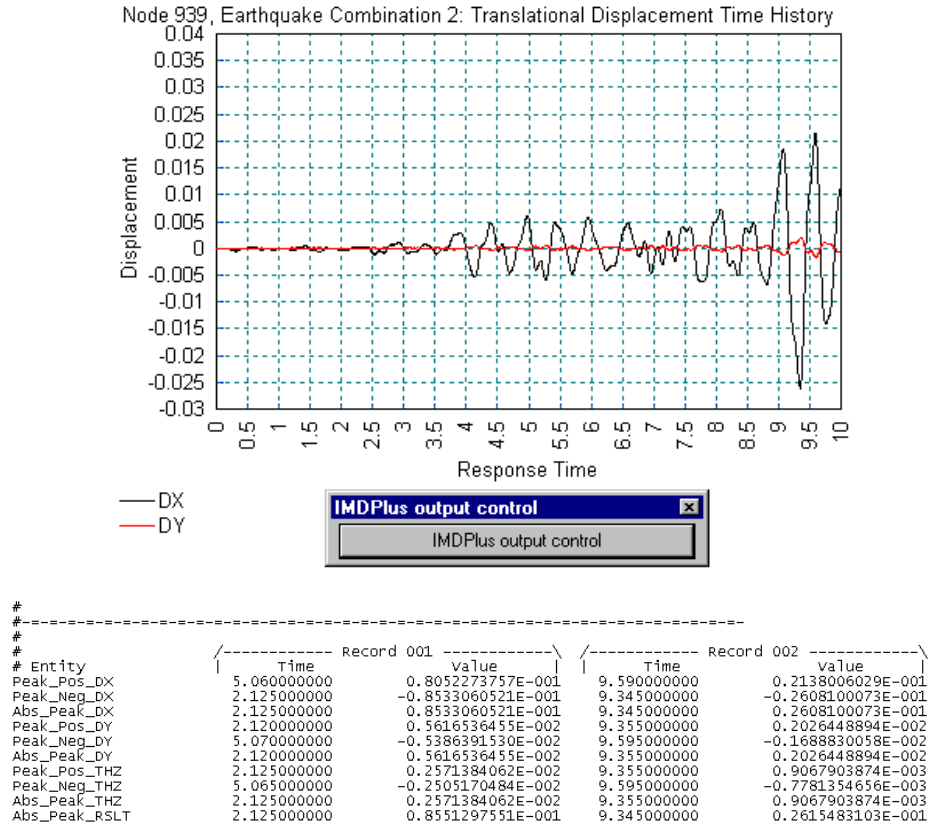 Node 939, Earthquake Combination 2: Translational Displacement Time History
0.04
0.035
0.03
0.025
0.02
0.015
0.01
0.005
0
-0.005
-0.01
-0.015
-0.02
-0.025
-0.03
Displacement
0 0.5 1 1.5 2 2.5 3 3.5 4 4.5 5 5.5 6 6.5 7 7.5 8 8.5 9 9.5 10
Response Time
DX
DY
IMDPlus output control
IMDPlus output control
#
#-----------------------------------------------------------------------
#
# /------------ Record 001 ------------\ /------------ Record 002 ------------\
# Entity | Time Value | | Time Value |
Peak_Pos_DX 5.060000000 0.8052273757E-001 9.590000000 0.2138006029E-001
Peak_Neg_DX 2.125000000 -0.8533060521E-001 9.345000000 -0.2608100073E-001
Abs_Peak_DX 2.125000000 0.8533060521E-001 9.345000000 0.2608100073E-001
Peak_Pos_DY 2.120000000 0.5616536455E-002 9.355000000 0.2026448894E-002
Peak_Neg_DY 5.070000000 -0.5386391530E-002 9.595000000 -0.1688830058E-002
Abs_Peak_DY 2.120000000 0.5616536455E-002 9.355000000 0.2026448894E-002
Peak_Pos_THZ 2.125000000 0.2571384062E-002 9.355000000 0.9067903874E-003
Peak_Neg_THZ 5.065000000 -0.2505170484E-002 9.595000000 -0.7781354656E-003
Abs_Peak_THZ 2.125000000 0.2571384062E-002 9.355000000 0.9067903874E-003
Abs_Peak_RSLT 2.125000000 0.8551297551E-001 9.345000000 0.2615483103E-001